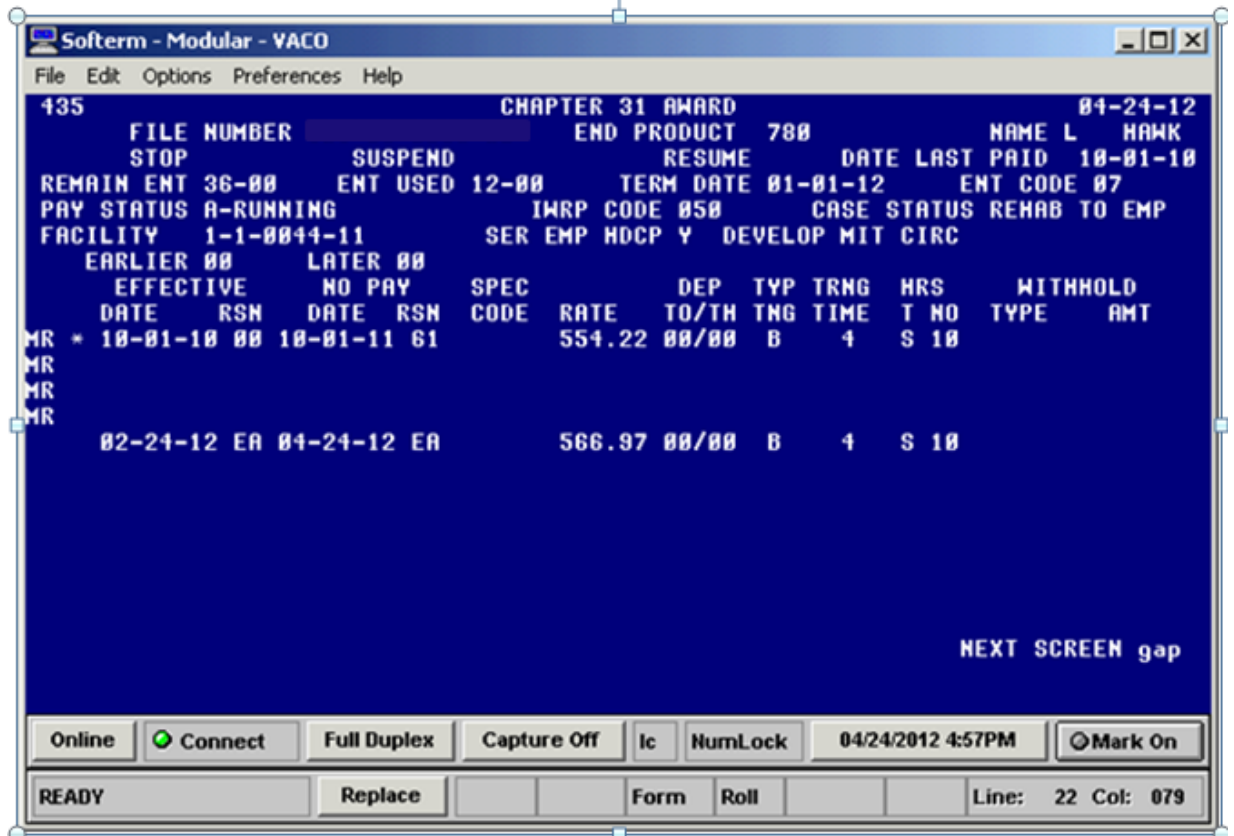 Softerm - Modular - VACO
File Edit Options Preferences Help
435 CHAPTER 31 AWARD 04-24-12
FILE NUMBER END PRODUCT 780 NAME L HAWK
STOP SUSPEND RESUME DATE LAST PAID 10-01-10
REMAIN ENT 36-00 ENT USED 12-00 TERM DATE 01-01-12 ENT CODE 07
PAY STATUS A-RUNNING IWRP CODE 050 CASE STATUS REHAB TO EMP
FACILITY 1-1-0044-11 SER EMP HDCP Y DEVELOP MIT CIRC
EARLIER 00 LATER 00
EFFECTIVE NO PAY SPEC DEP TYP TRNG HRS WITHHOLD
DATE RSN DATE RSN CODE RATE TO/TH TNG TIME T NO TYPE AMT
MR * 10-01-10 00 10-01-11 61 554.22 00/00 B 4 S 10
MR
MR
MR
02-24-12 EA 04-24-12 EA 566.97 00/00 B 4 S 10
NEXT SCREEN gap
Online Connect Full Duplex Capture Off lc NumLock 04/24/2012 4:57PM Mark On
READY Replace Form Roll Line: 22 Col: 079